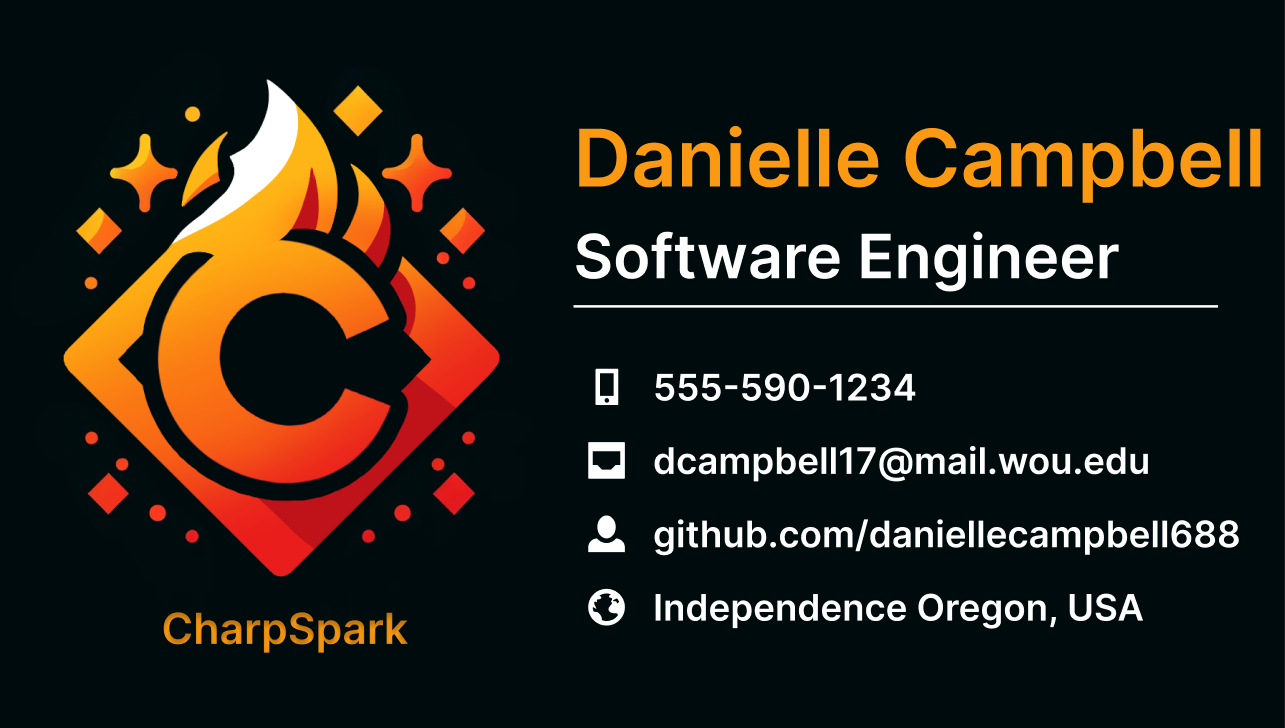 Danielle Campbell
Software Engineer
555-590-1234
dcampbell17@mail.wou.edu
github.com/daniellecampbell688
Independence Oregon, USA
C
CharpSpark